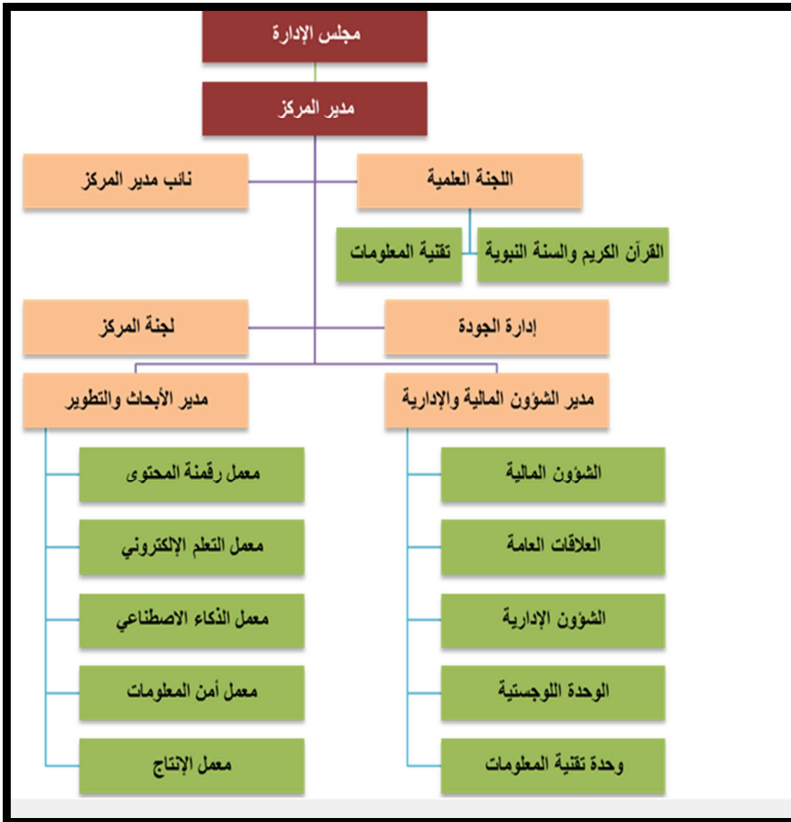 مجلس الإدارة
مدير المركز
اللجنة العلمية
نائب مدير المركز
القرآن الكريم والسنة النبوية
تقنية المعلومات
إدارة الجودة
لجنة المركز
مدير الشؤون المالية والإدارية
مدير الأبحاث والتطوير
الشؤون المالية
معمل رقمنة المحتوى
العلاقات العامة
معمل التعلم الإلكتروني
الشؤون الإدارية
معمل الذكاء الاصطناعي
الوحدة اللوجستية
معمل أمن المعلومات
وحدة تقنية المعلومات
معمل الإنتاج